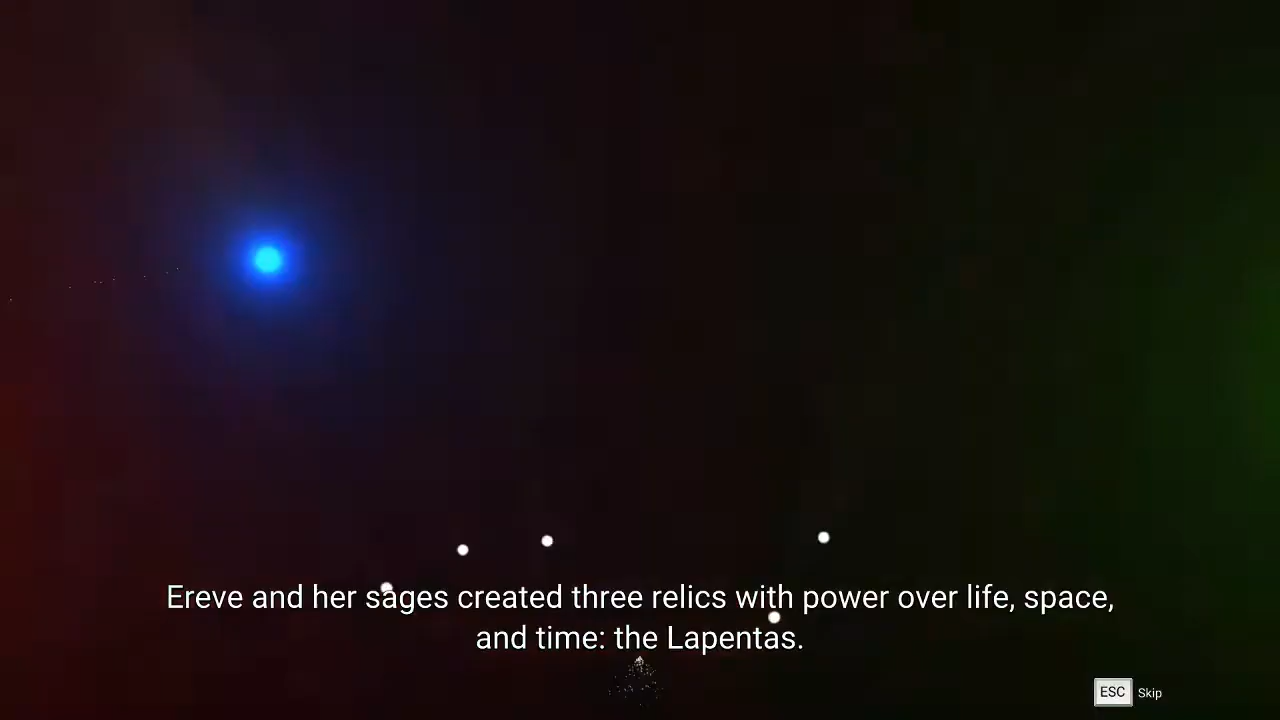 Ereve and her sages created three relics with power over life, space,
and time: the Lapentas.
ESC Skip